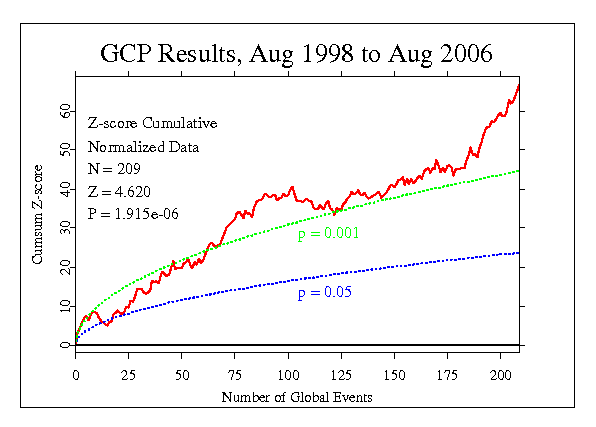 GCP Results, Aug 1998 to Aug 2006
Cumsum Z-score
60
50
40
30
20
10
0
Z-score Cumulative
Normalized Data
N = 209
Z = 4.620
P = 1.915e-06
p = 0.001
p = 0.05
0 25 50 75 100 125 150 175 200
Number of Global Events